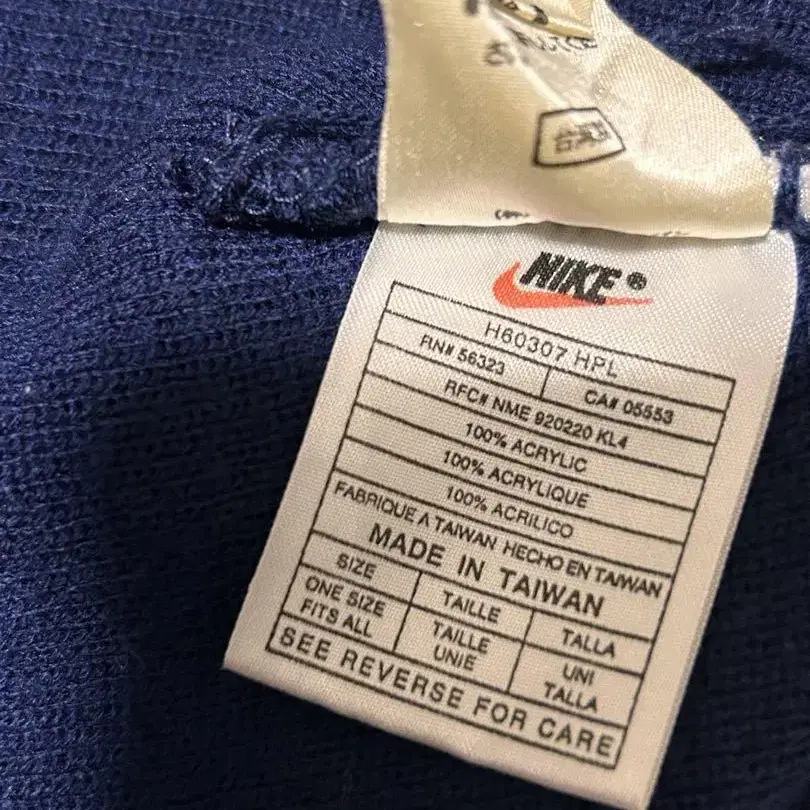 NIKE®
H60307 HPL
RN# 56323 CA# 05553
RFC# NME 920220 KL4
100% ACRYLIC
100% ACRYLIQUE
100% ACRILICO
FABRIQUE A TAIWAN HECHO EN TAIWAN
MADE IN TAIWAN
SIZE TAILLE TALLA
ONE SIZE FITS ALL TAILLE UNIE UNI TALLA
SEE REVERSE FOR CARE